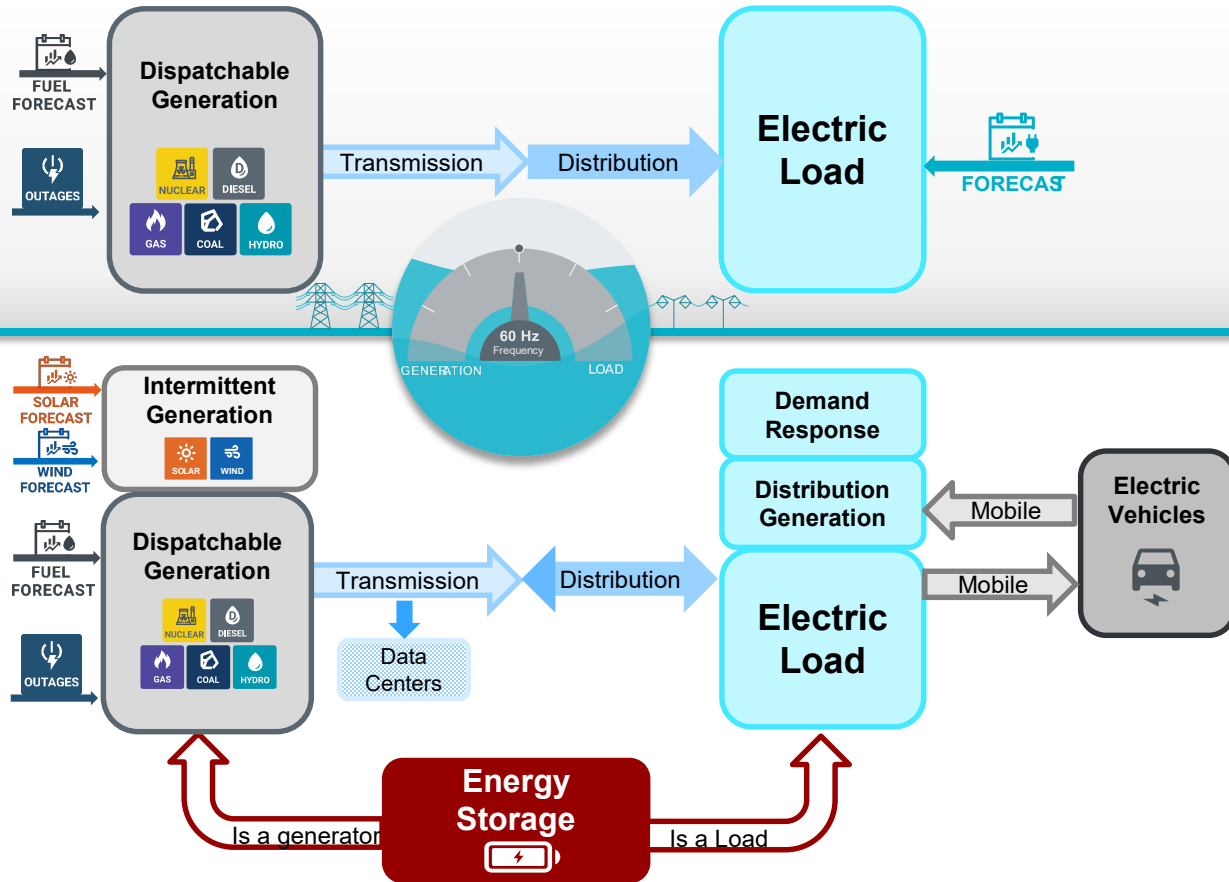 FUEL
FORECAST
OUTAGES
Dispatchable
Generation
NUCLEAR
D
DIESEL
GAS
COAL
HYDRO
Transmission
Distribution
Electric
Load
FORECAST
60 Hz
Frequency
GENERATION
LOAD
SOLAR
FORECAST
WIND
FORECAST
Intermittent
Generation
SOLAR
WIND
FUEL
FORECAST
OUTAGES
Dispatchable
Generation
NUCLEAR
D
DIESEL
GAS
COAL
HYDRO
Transmission
Distribution
Data
Centers
Demand
Response
Distribution
Generation
Electric
Load
Mobile
Mobile
Electric
Vehicles
Energy
Storage
Is a generator
Is a Load